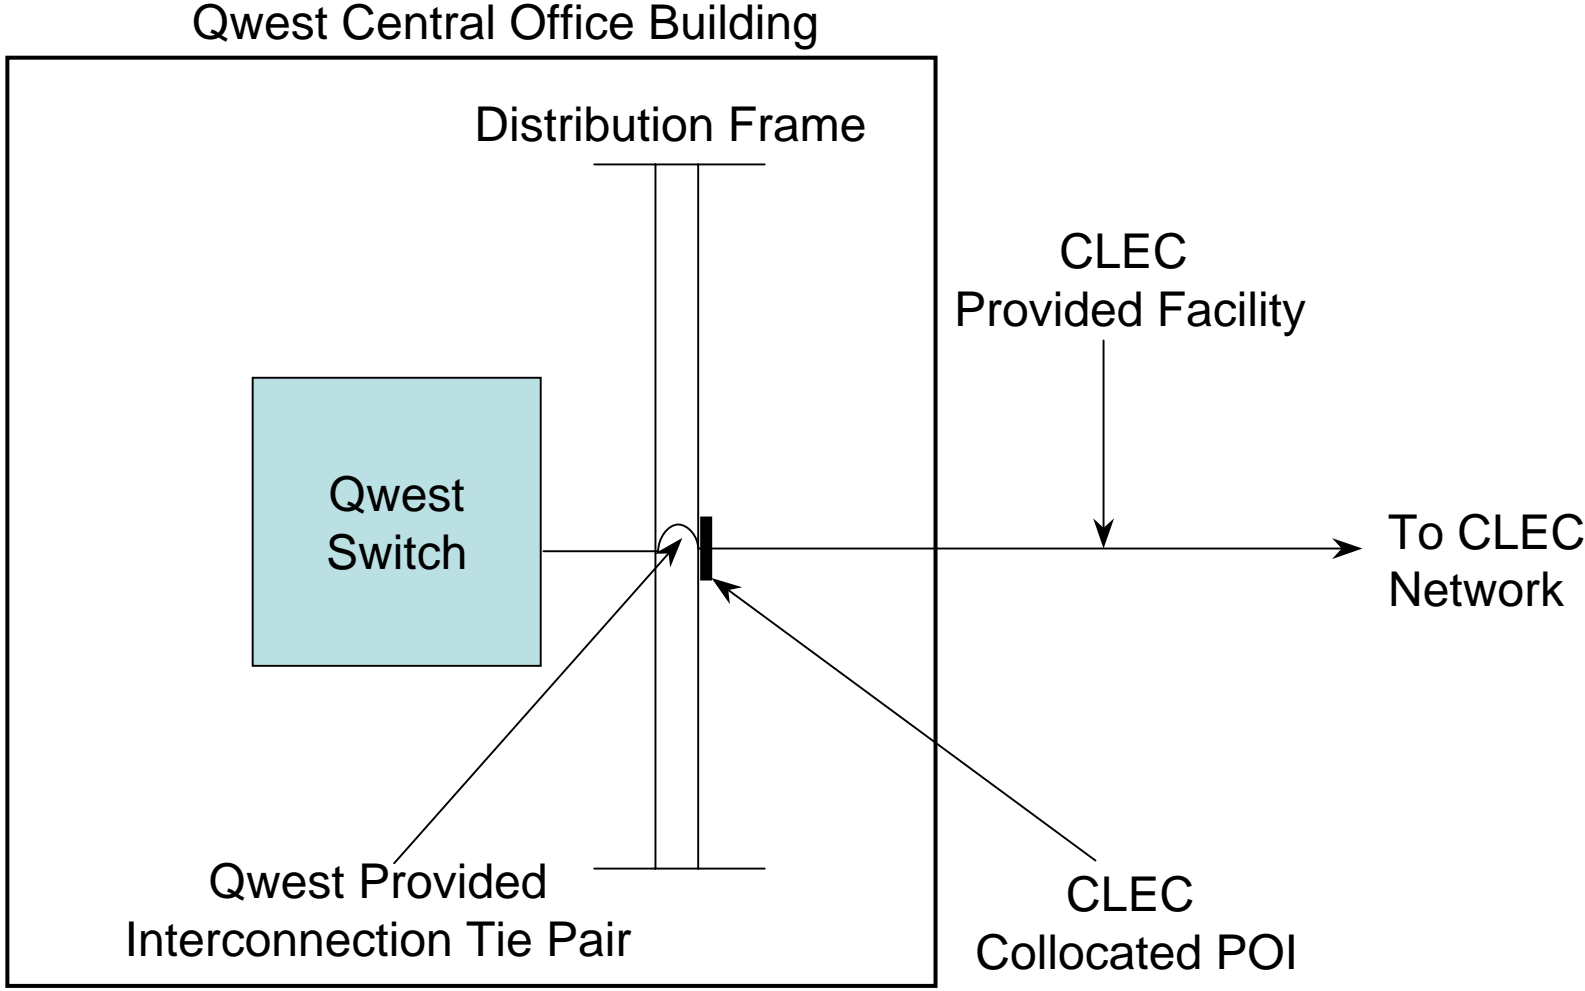 Qwest Central Office Building
Distribution Frame
CLEC
Provided Facility
Qwest
Switch
To CLEC
Network
Qwest Provided
Interconnection Tie Pair
CLEC
Collocated POI